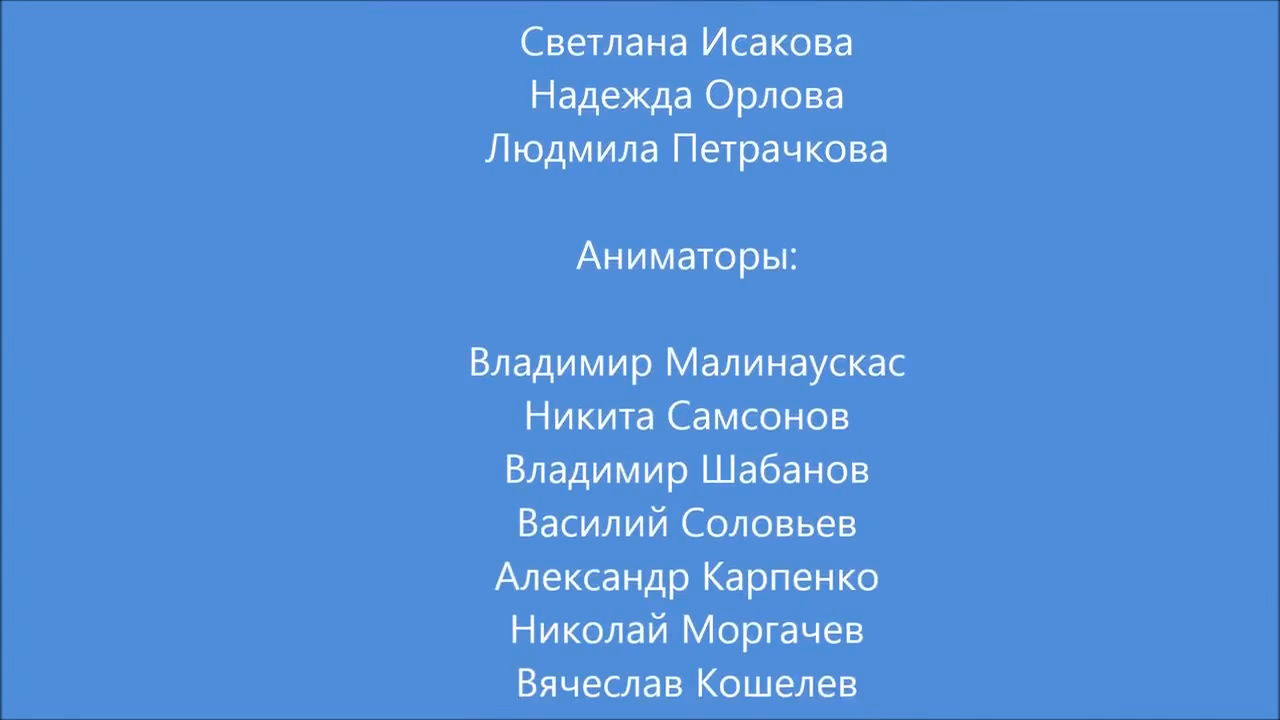 Светлана Исакова
Надежда Орлова
Людмила Петрачкова
Аниматоры:
Владимир Малинаускас
Никита Самсонов
Владимир Шабанов
Василий Соловьев
Александр Карпенко
Николай Моргачев
Вячеслав Кошелев